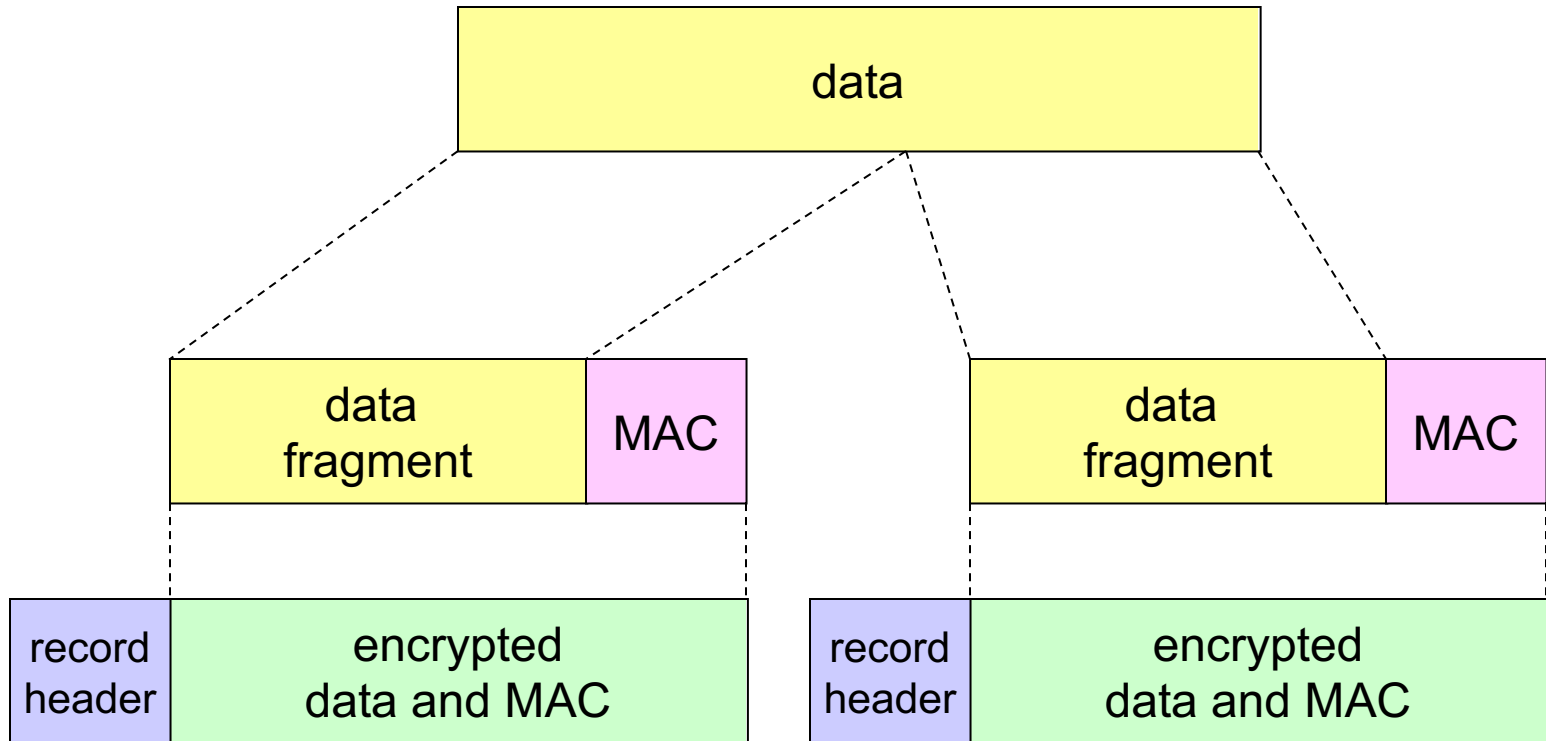 data
data
fragment
MAC
data
fragment
MAC
record
header
encrypted
data and MAC
record
header
encrypted
data and MAC